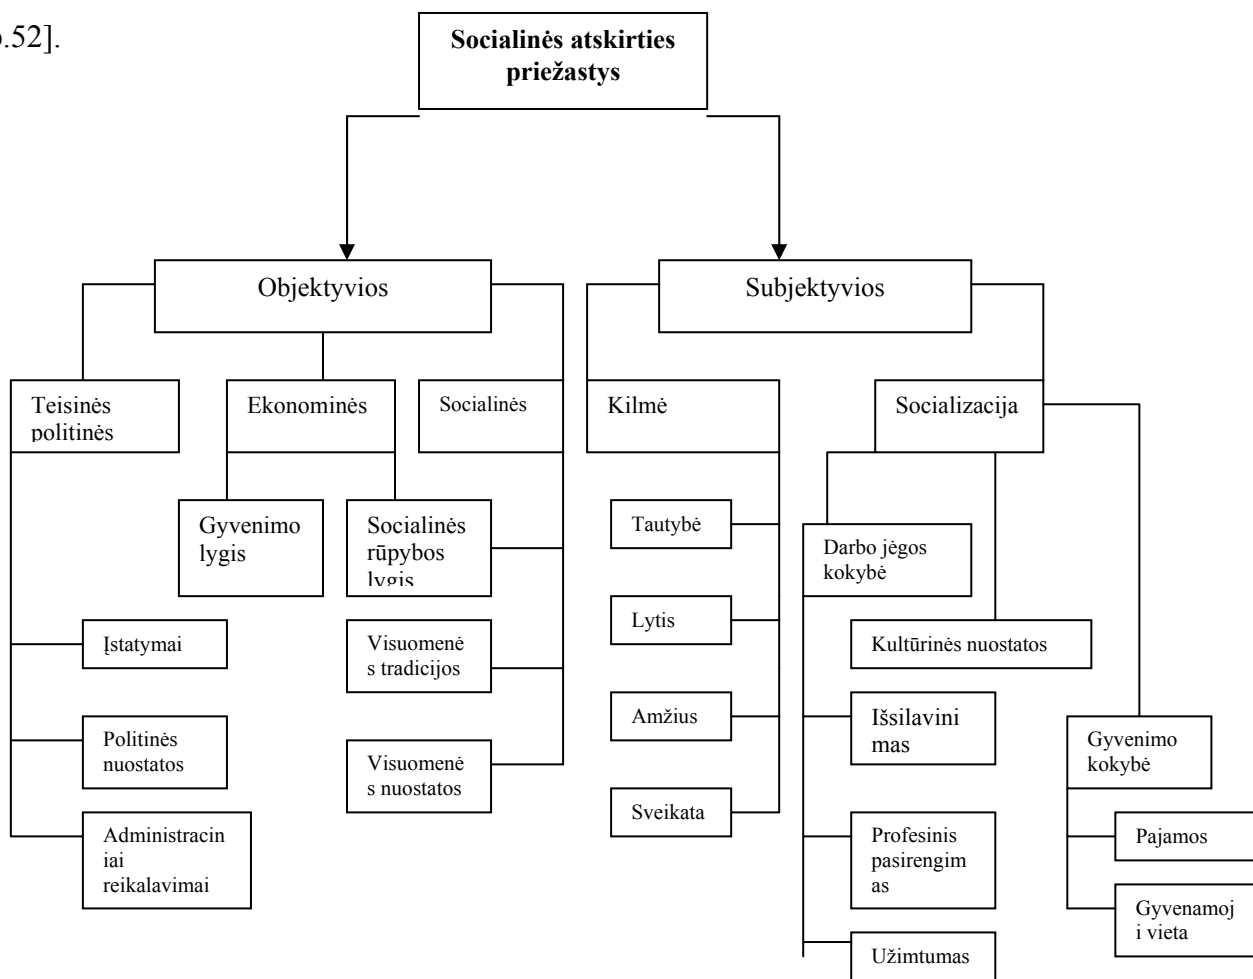 p.52].
Socialinės atskirties
priežastys
Objektyvios
Subjektyvios
Teisinės
politinės
Ekonominės
Socialinės
Kilmė
Socializacija
Gyvenimo
lygis
Socialinės
rūpybos
lygis
Tautybė
Darbo jėgos
kokybė
Įstatymai
Visuomenė
s tradicijos
Lytis
Kultūrinės nuostatos
Politinės
nuostatos
Visuomenė
s nuostatos
Amžius
Išsilavini
mas
Gyvenimo
kokybė
Administracin
iai
reikalavimai
Sveikata
Profesinis
pasirengim
as
Pajamos
Gyvenamoj
i vieta
Užimtumas